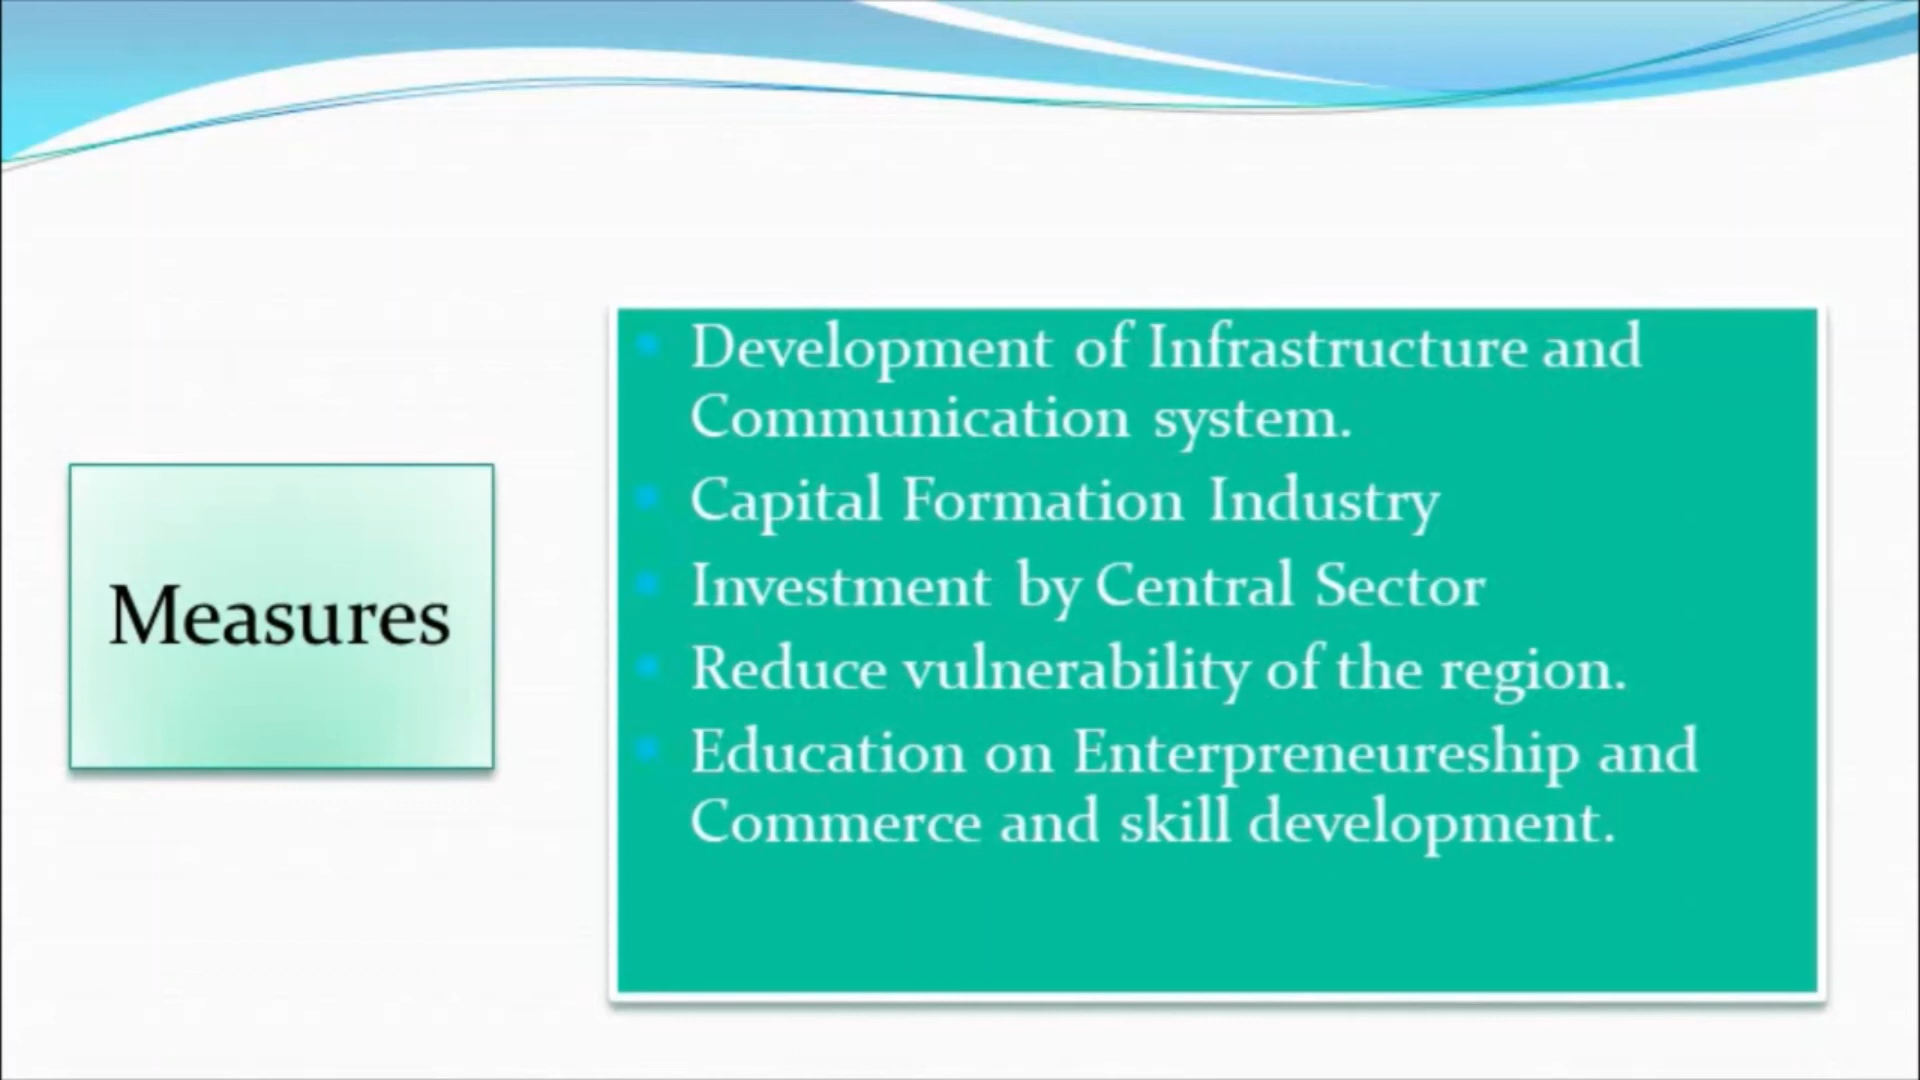 Measures
Development of Infrastructure and
Communication system.
Capital Formation Industry
Investment by Central Sector
Reduce vulnerability of the region.
Education on Enterpreneureship and
Commerce and skill development.